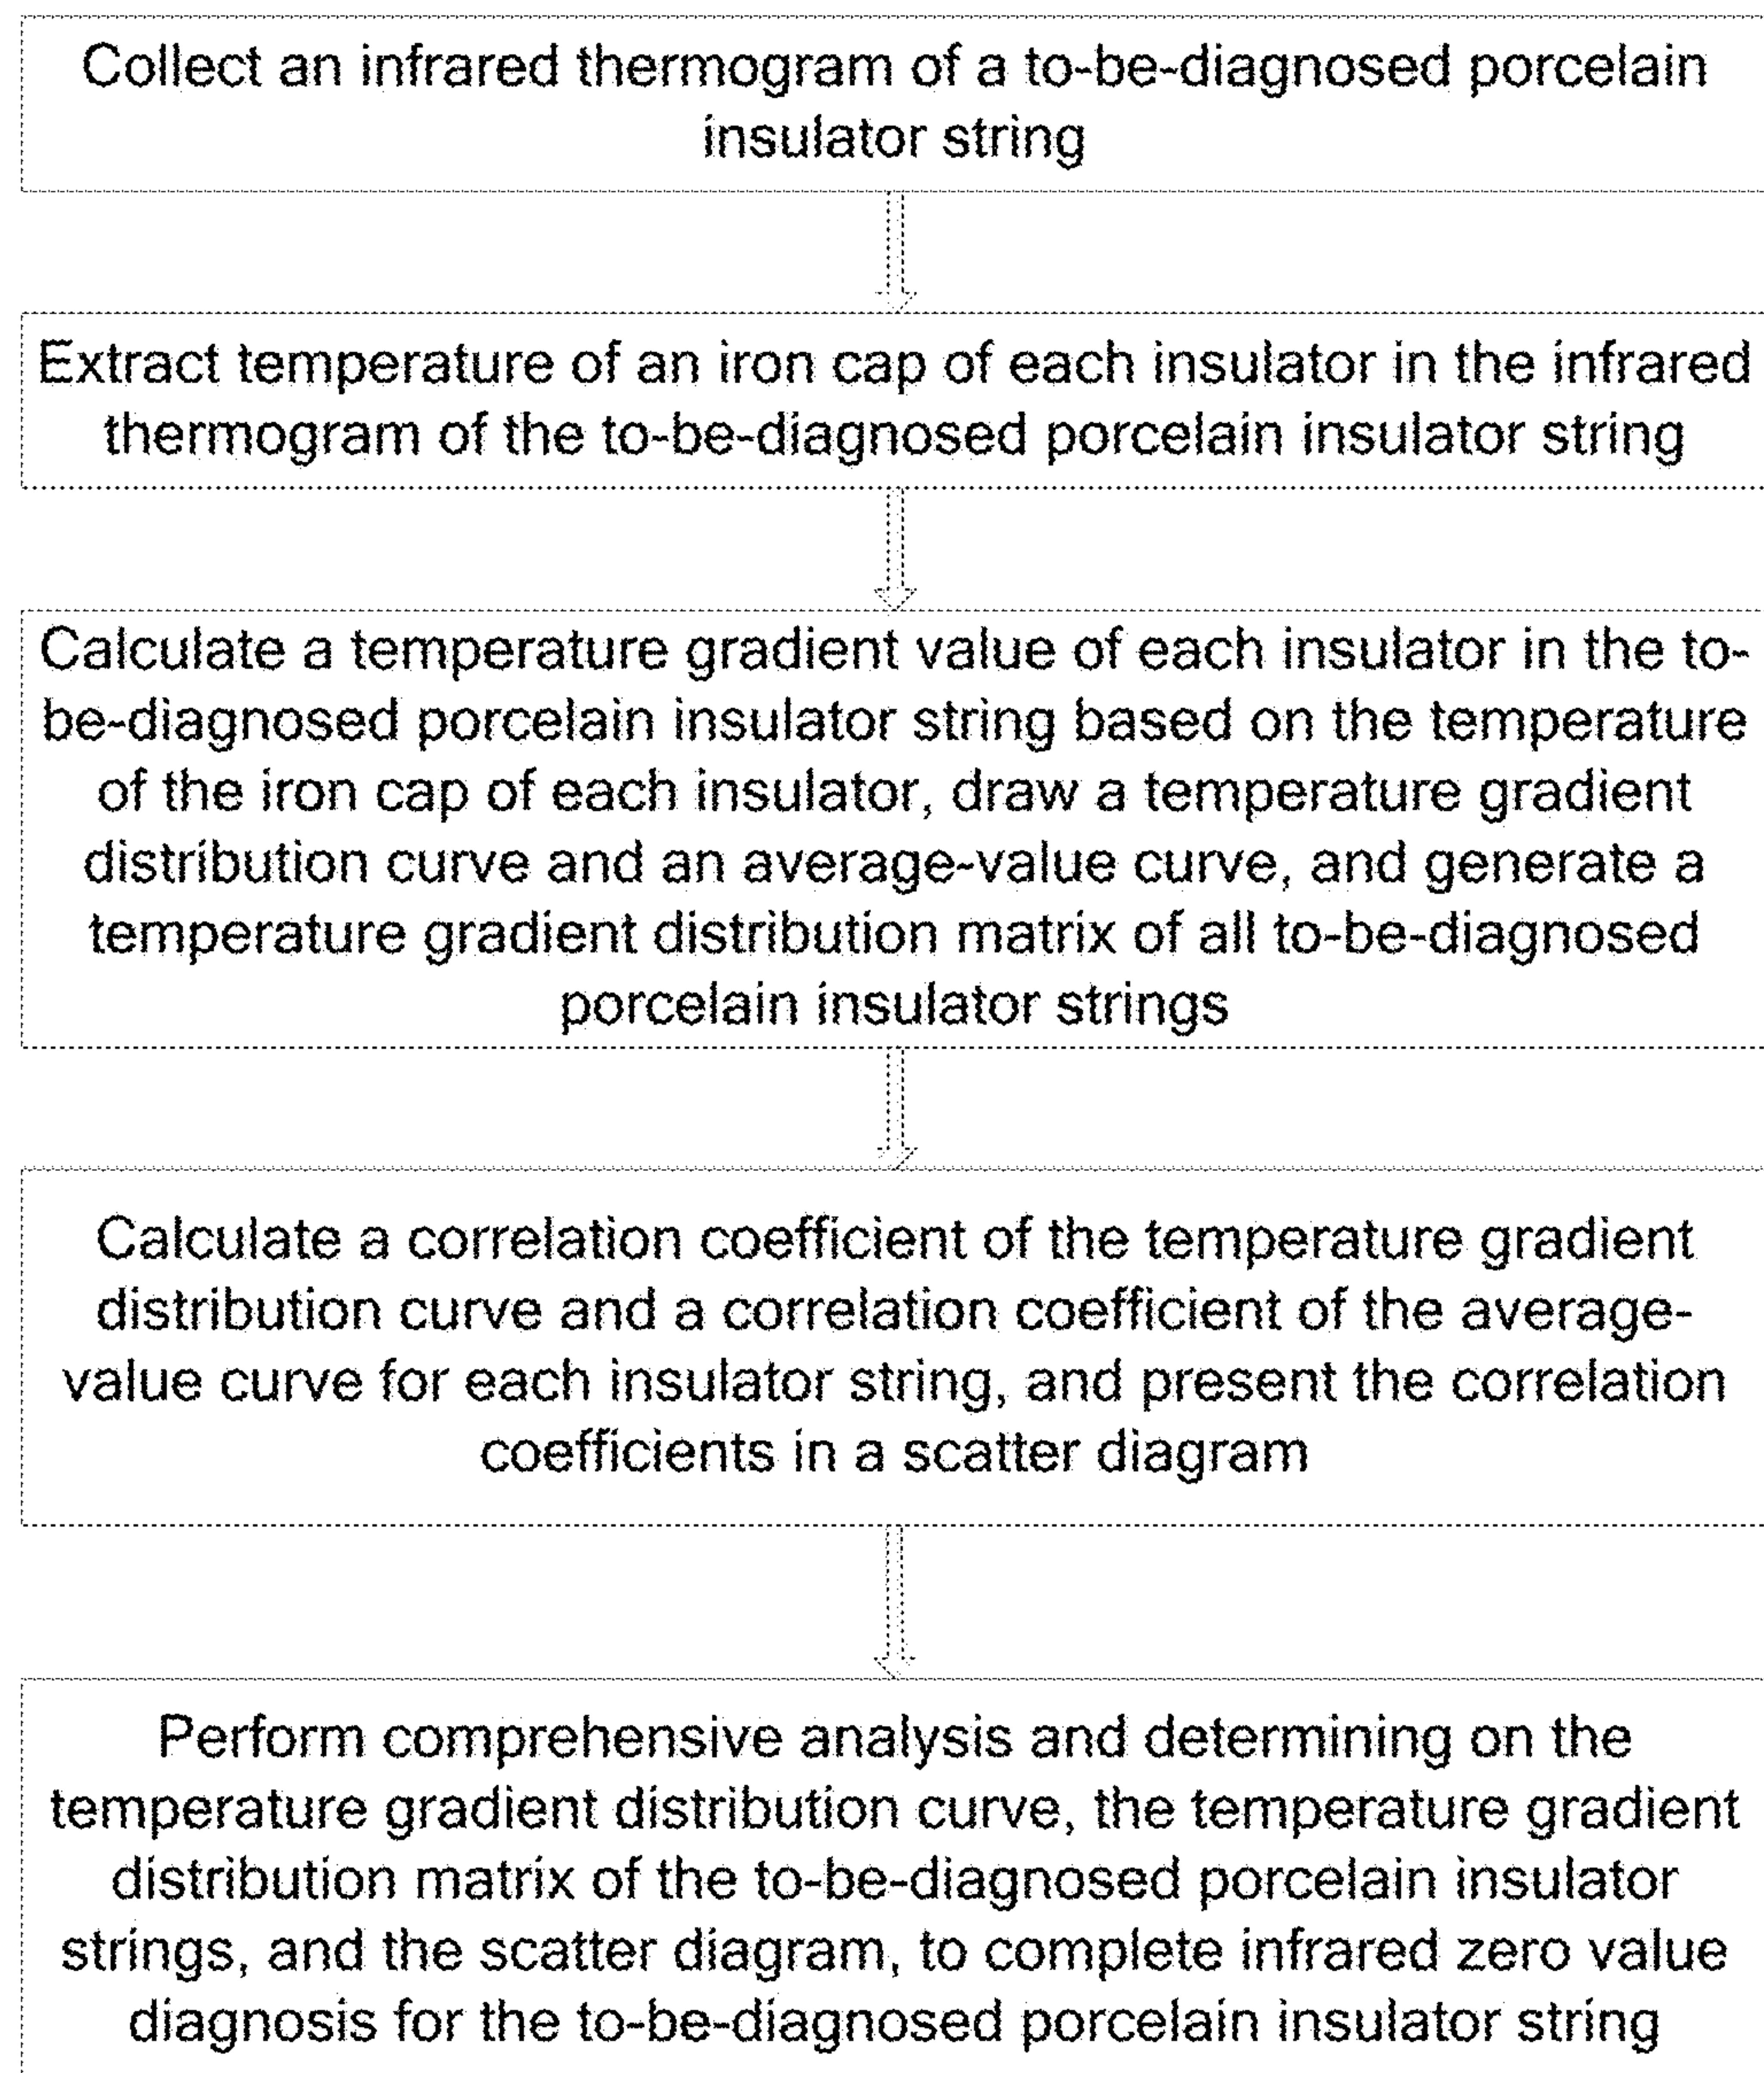 Collect an infrared thermogram of a to-be-diagnosed porcelain
insulator string
Extract temperature of an iron cap of each insulator in the infrared
thermogram of the to-be-diagnosed porcelain insulator string
Calculate a temperature gradient value of each insulator in the to-
be-diagnosed porcelain insulator string based on the temperature
of the iron cap of each insulator, draw a temperature gradient
distribution curve and an average-value curve, and generate a
temperature gradient distribution matrix of all to-be-diagnosed
porcelain insulator strings
Calculate a correlation coefficient of the temperature gradient
distribution curve and a correlation coefficient of the average-
value curve for each insulator string, and present the correlation
coefficients in a scatter diagram
Perform comprehensive analysis and determining on the
temperature gradient distribution curve, the temperature gradient
distribution matrix of the to-be-diagnosed porcelain insulator
strings, and the scatter diagram, to complete infrared zero value
diagnosis for the to-be-diagnosed porcelain insulator string